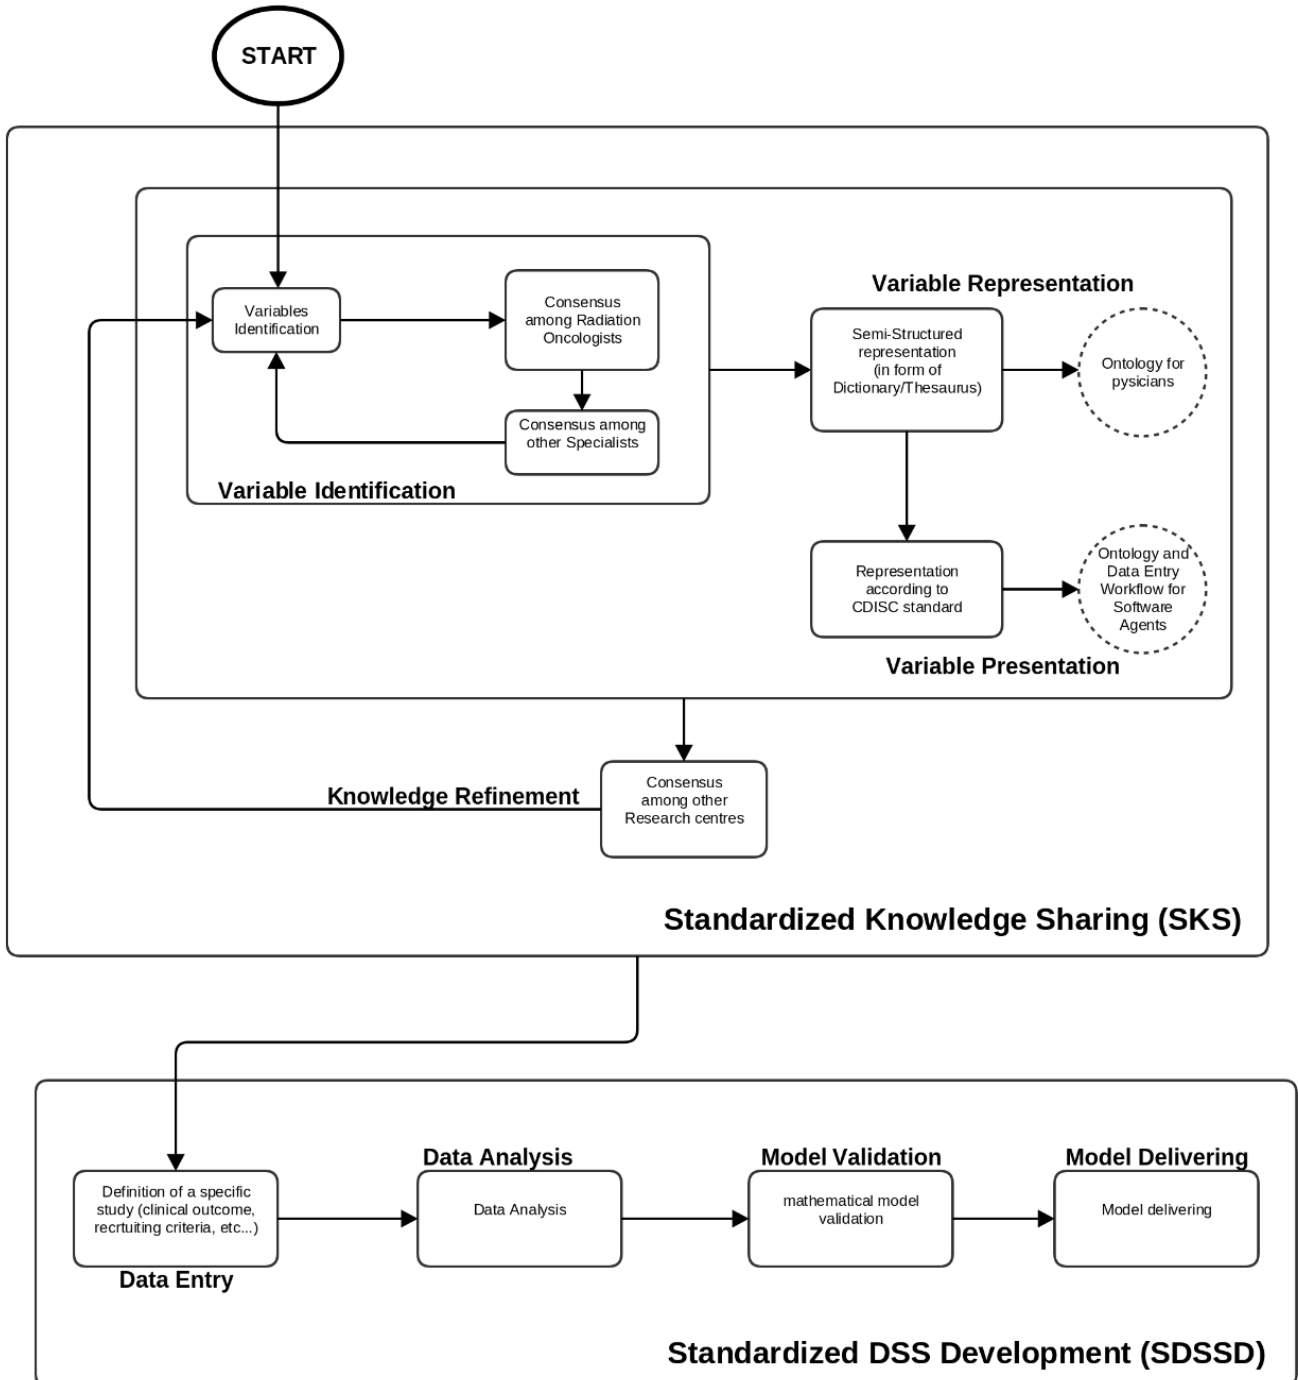 START
Variables
Identification
Consensus
among Radiation
Oncologists
Consensus among
other Specialists
Variable Identification
Variable Representation
Semi-Structured
representation
(in form of
Dictionary/Thesaurus)
Ontology for
pysicians
Representation
according to
CDISC standard
Ontology and
Data Entry
Workflow for
Software
Agents
Variable Presentation
Knowledge Refinement
Consensus
among other
Research centres
Standardized Knowledge Sharing (SKS)
Definition of a specific
study (clinical outcome,
recrtuiting criteria, etc...)
Data Entry
Data Analysis
Data Analysis
Model Validation
mathematical model
validation
Model Delivering
Model delivering
Standardized DSS Development (SDSSD)